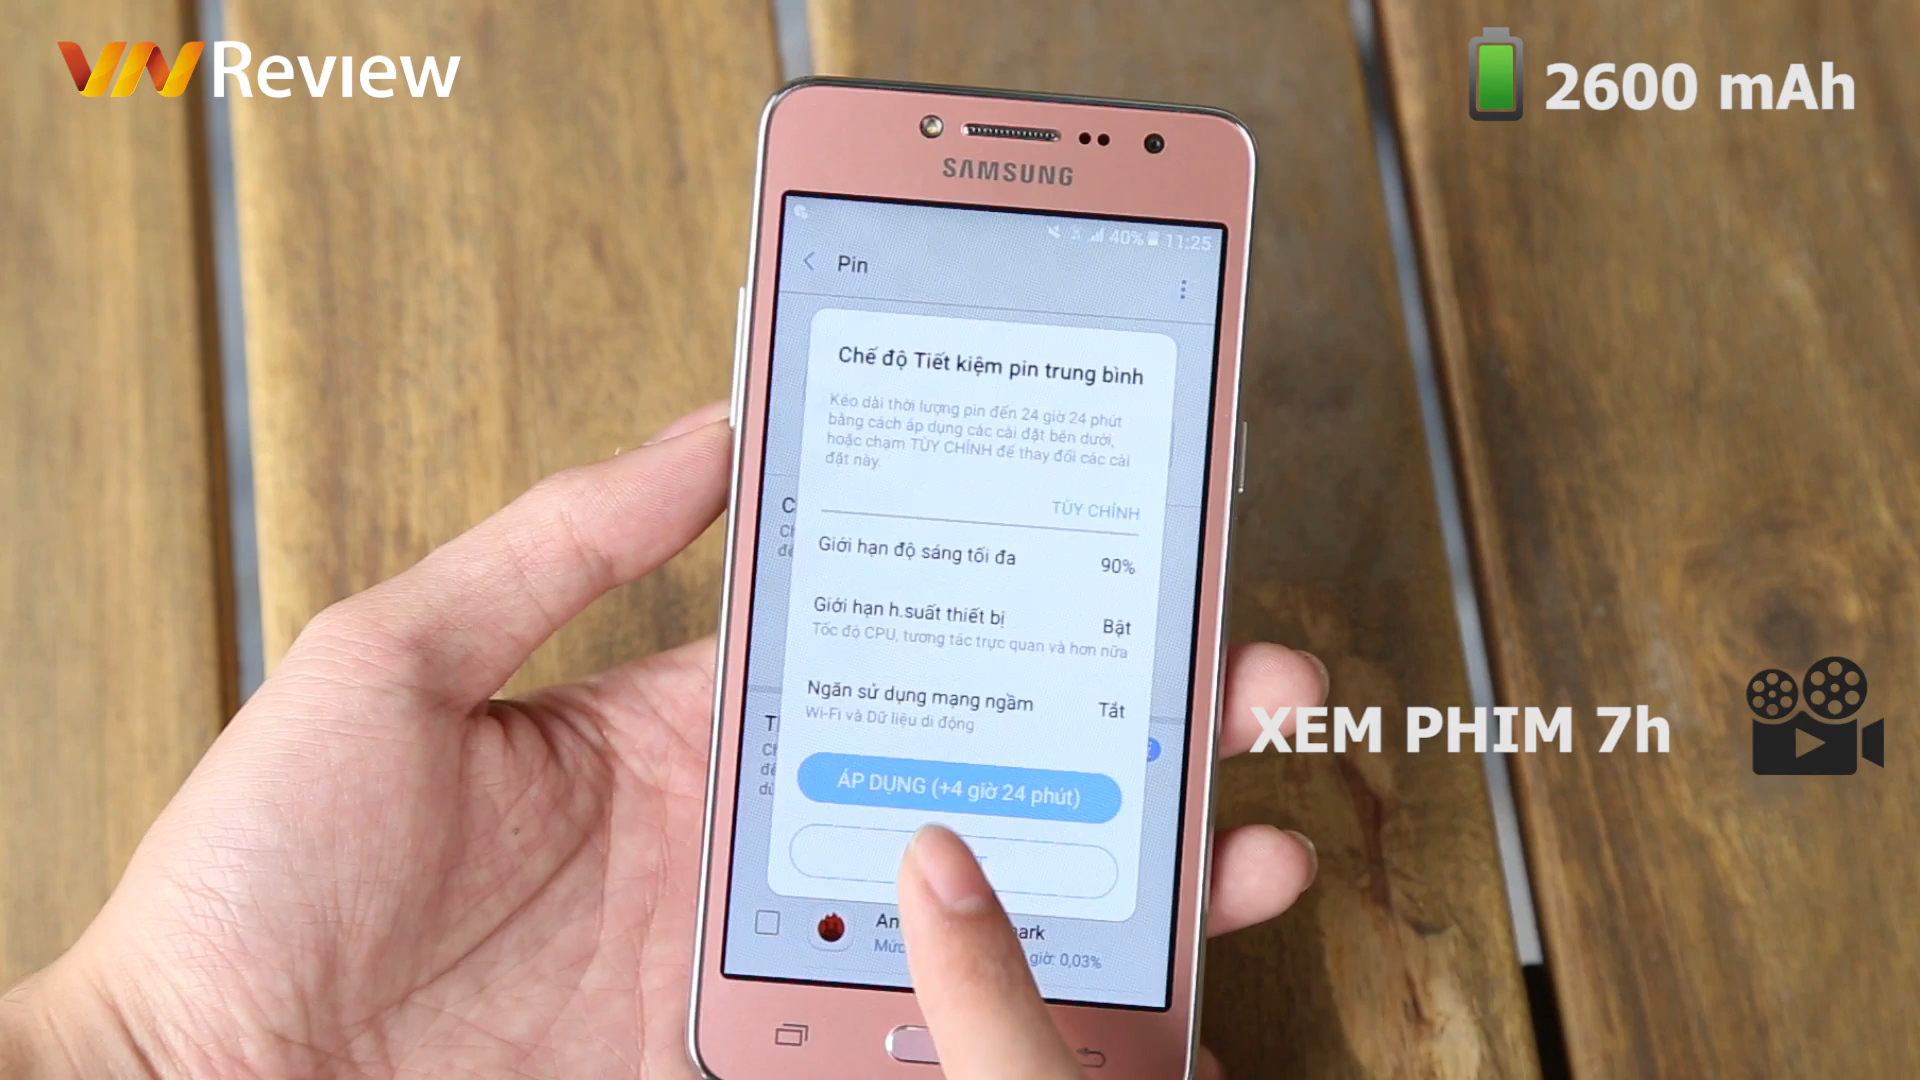 VN Review
2600 mAh
SAMSUNG
40% 11:25
Pin
Chế độ Tiết kiệm pin trung bình
Kéo dài thời lượng pin đến 24 giờ 24 phút
bằng cách áp dụng các cài đặt bên dưới,
hoặc chạm TÙY CHỈNH để thay đổi các cài
đặt này.
TÙY CHỈNH
Giới hạn độ sáng tối đa 90%
Giới hạn h.suất thiết bị Bật
Tốc độ CPU, tương tác trực quan và hơn nữa
Ngăn sử dụng mạng ngầm Tắt
Wi-Fi và Dữ liệu di động
XEM PHIM 7h
ÁP DỤNG (+4 giờ 24 phút)
giờ: 0,03%